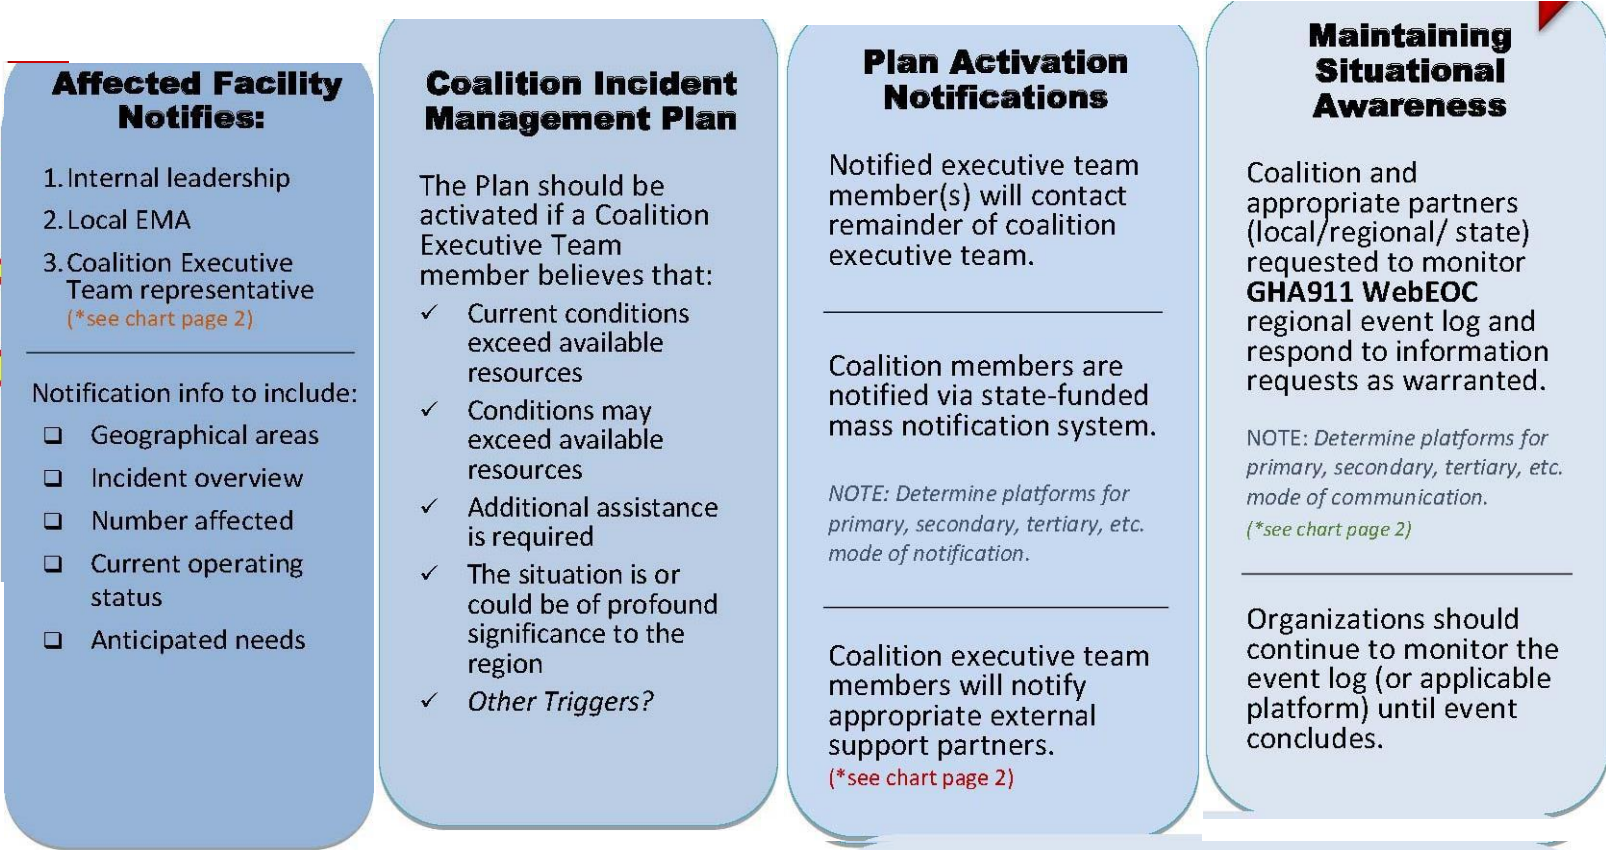 Affected Facility
Notifies:
1. Internal leadership
2. Local EMA
3. Coalition Executive
Team representative
(*see chart page 2)
Notification info to include:
❑ Geographical areas
❑ Incident overview
❑ Number affected
❑ Current operating
status
❑ Anticipated needs
Coalition Incident
Management Plan
The Plan should be
activated if a Coalition
Executive Team
member believes that:
✓ Current conditions
exceed available
resources
✓ Conditions may
exceed available
resources
✓ Additional assistance
is required
✓ The situation is or
could be of profound
significance to the
region
✓ Other Triggers?
Plan Activation
Notifications
Notified executive team
member(s) will contact
remainder of coalition
executive team.
Coalition members are
notified via state-funded
mass notification system.
NOTE: Determine platforms for
primary, secondary, tertiary, etc.
mode of notification.
Coalition executive team
members will notify
appropriate external
support partners.
(*see chart page 2)
Maintaining
Situational
Awareness
Coalition and
appropriate partners
(local/regional/ state)
requested to monitor
GHA911 WebEOC
regional event log and
respond to information
requests as warranted.
NOTE: Determine platforms for
primary, secondary, tertiary, etc.
mode of communication.
(*see chart page 2)
Organizations should
continue to monitor the
event log (or applicable
platform) until event
concludes.